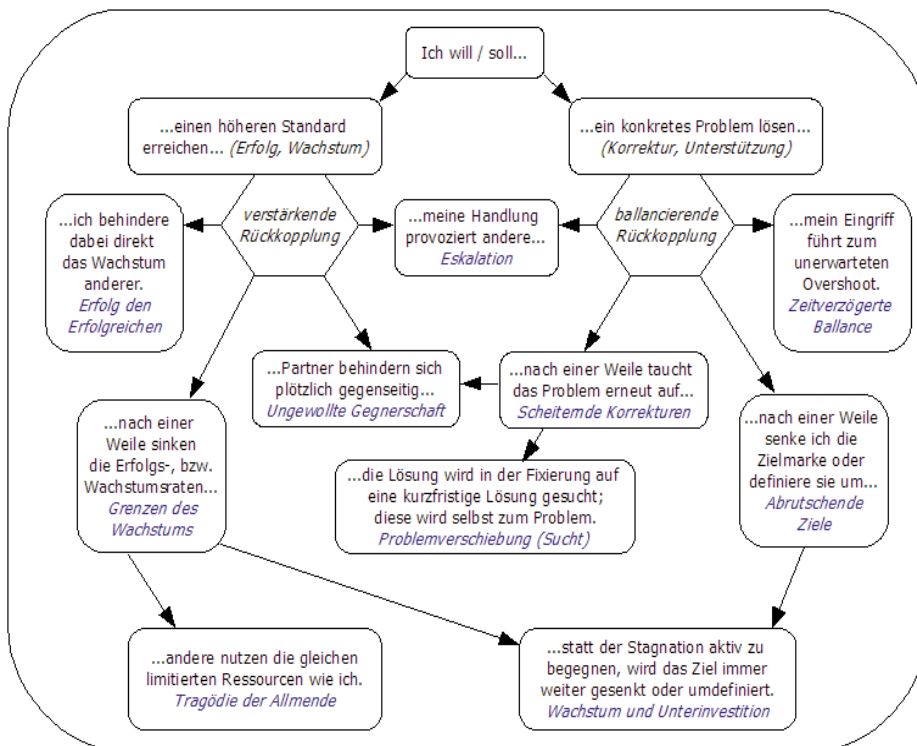 Ich will / soll...
...einen höheren Standard
erreichen... (Erfolg, Wachstum)
...ein konkretes Problem lösen...
(Korrektur, Unterstützung)
...ich behindere
dabei direkt
das Wachstum
anderer.
Erfolg den
Erfolgreichen
verstärkende
Rückkopplung
...meine Handlung
provoziert andere...
Eskalation
ballancierende
Rückkopplung
...mein Eingriff
führt zum
unerwarteten
Overshoot.
Zeitverzögerte
Ballance
...Partner behindern sich
plötzlich gegenseitig...
Ungewollte Gegnerschaft
...nach einer Weile taucht
das Problem erneut auf...
Scheiternde Korrekturen
...nach einer
Weile sinken
die Erfolgs-, bzw.
Wachstumsraten...
Grenzen des
Wachstums
...die Lösung wird in der Fixierung auf
eine kurzfristige Lösung gesucht;
diese wird selbst zum Problem.
Problemverschiebung (Sucht)
...nach einer Weile
senke ich die
Zielmarke oder
definiere sie um...
Abrutschende
Ziele
...andere nutzen die gleichen
limitierten Ressourcen wie ich.
Tragödie der Allmende
...statt der Stagnation aktiv zu
begegnen, wird das Ziel immer
weiter gesenkt oder umdefiniert.
Wachstum und Unterinvestition